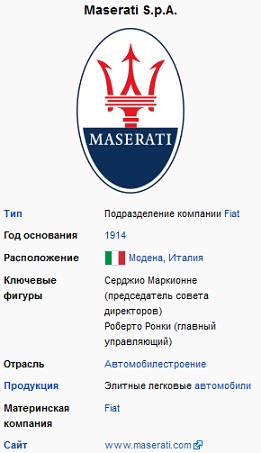 Maserati S.p.A.
MASERATI
Тип Подразделение компании Fiat
Год основания 1914
Расположение Модена, Италия
Ключевые Серджио Маркионне
фигуры (председатель совета
директоров)
Роберто Ронки (главный
управляющий)
Отрасль Автомобилестроение
Продукция Элитные легковые автомобили
Материнская Fiat
компания
Сайт www.maserati.com